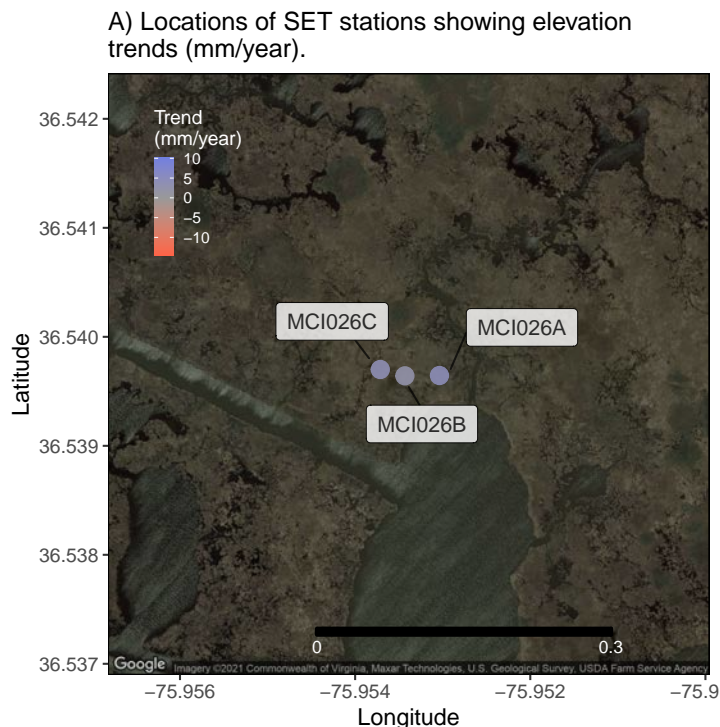 A) Locations of SET stations showing elevation
trends (mm/year).
36.542
36.541
36.540
36.539
36.538
36.537
Latitude
Trend
(mm/year)
10
5
0
−5
−10
MCI026C
MCI026A
MCI026B
0
0.3
Google
Imagery ©2021 Commonwealth of Virginia, Maxar Technologies, U.S. Geological Survey, USDA Farm Service Agency
−75.956
−75.954
−75.952
−75.9
Longitude